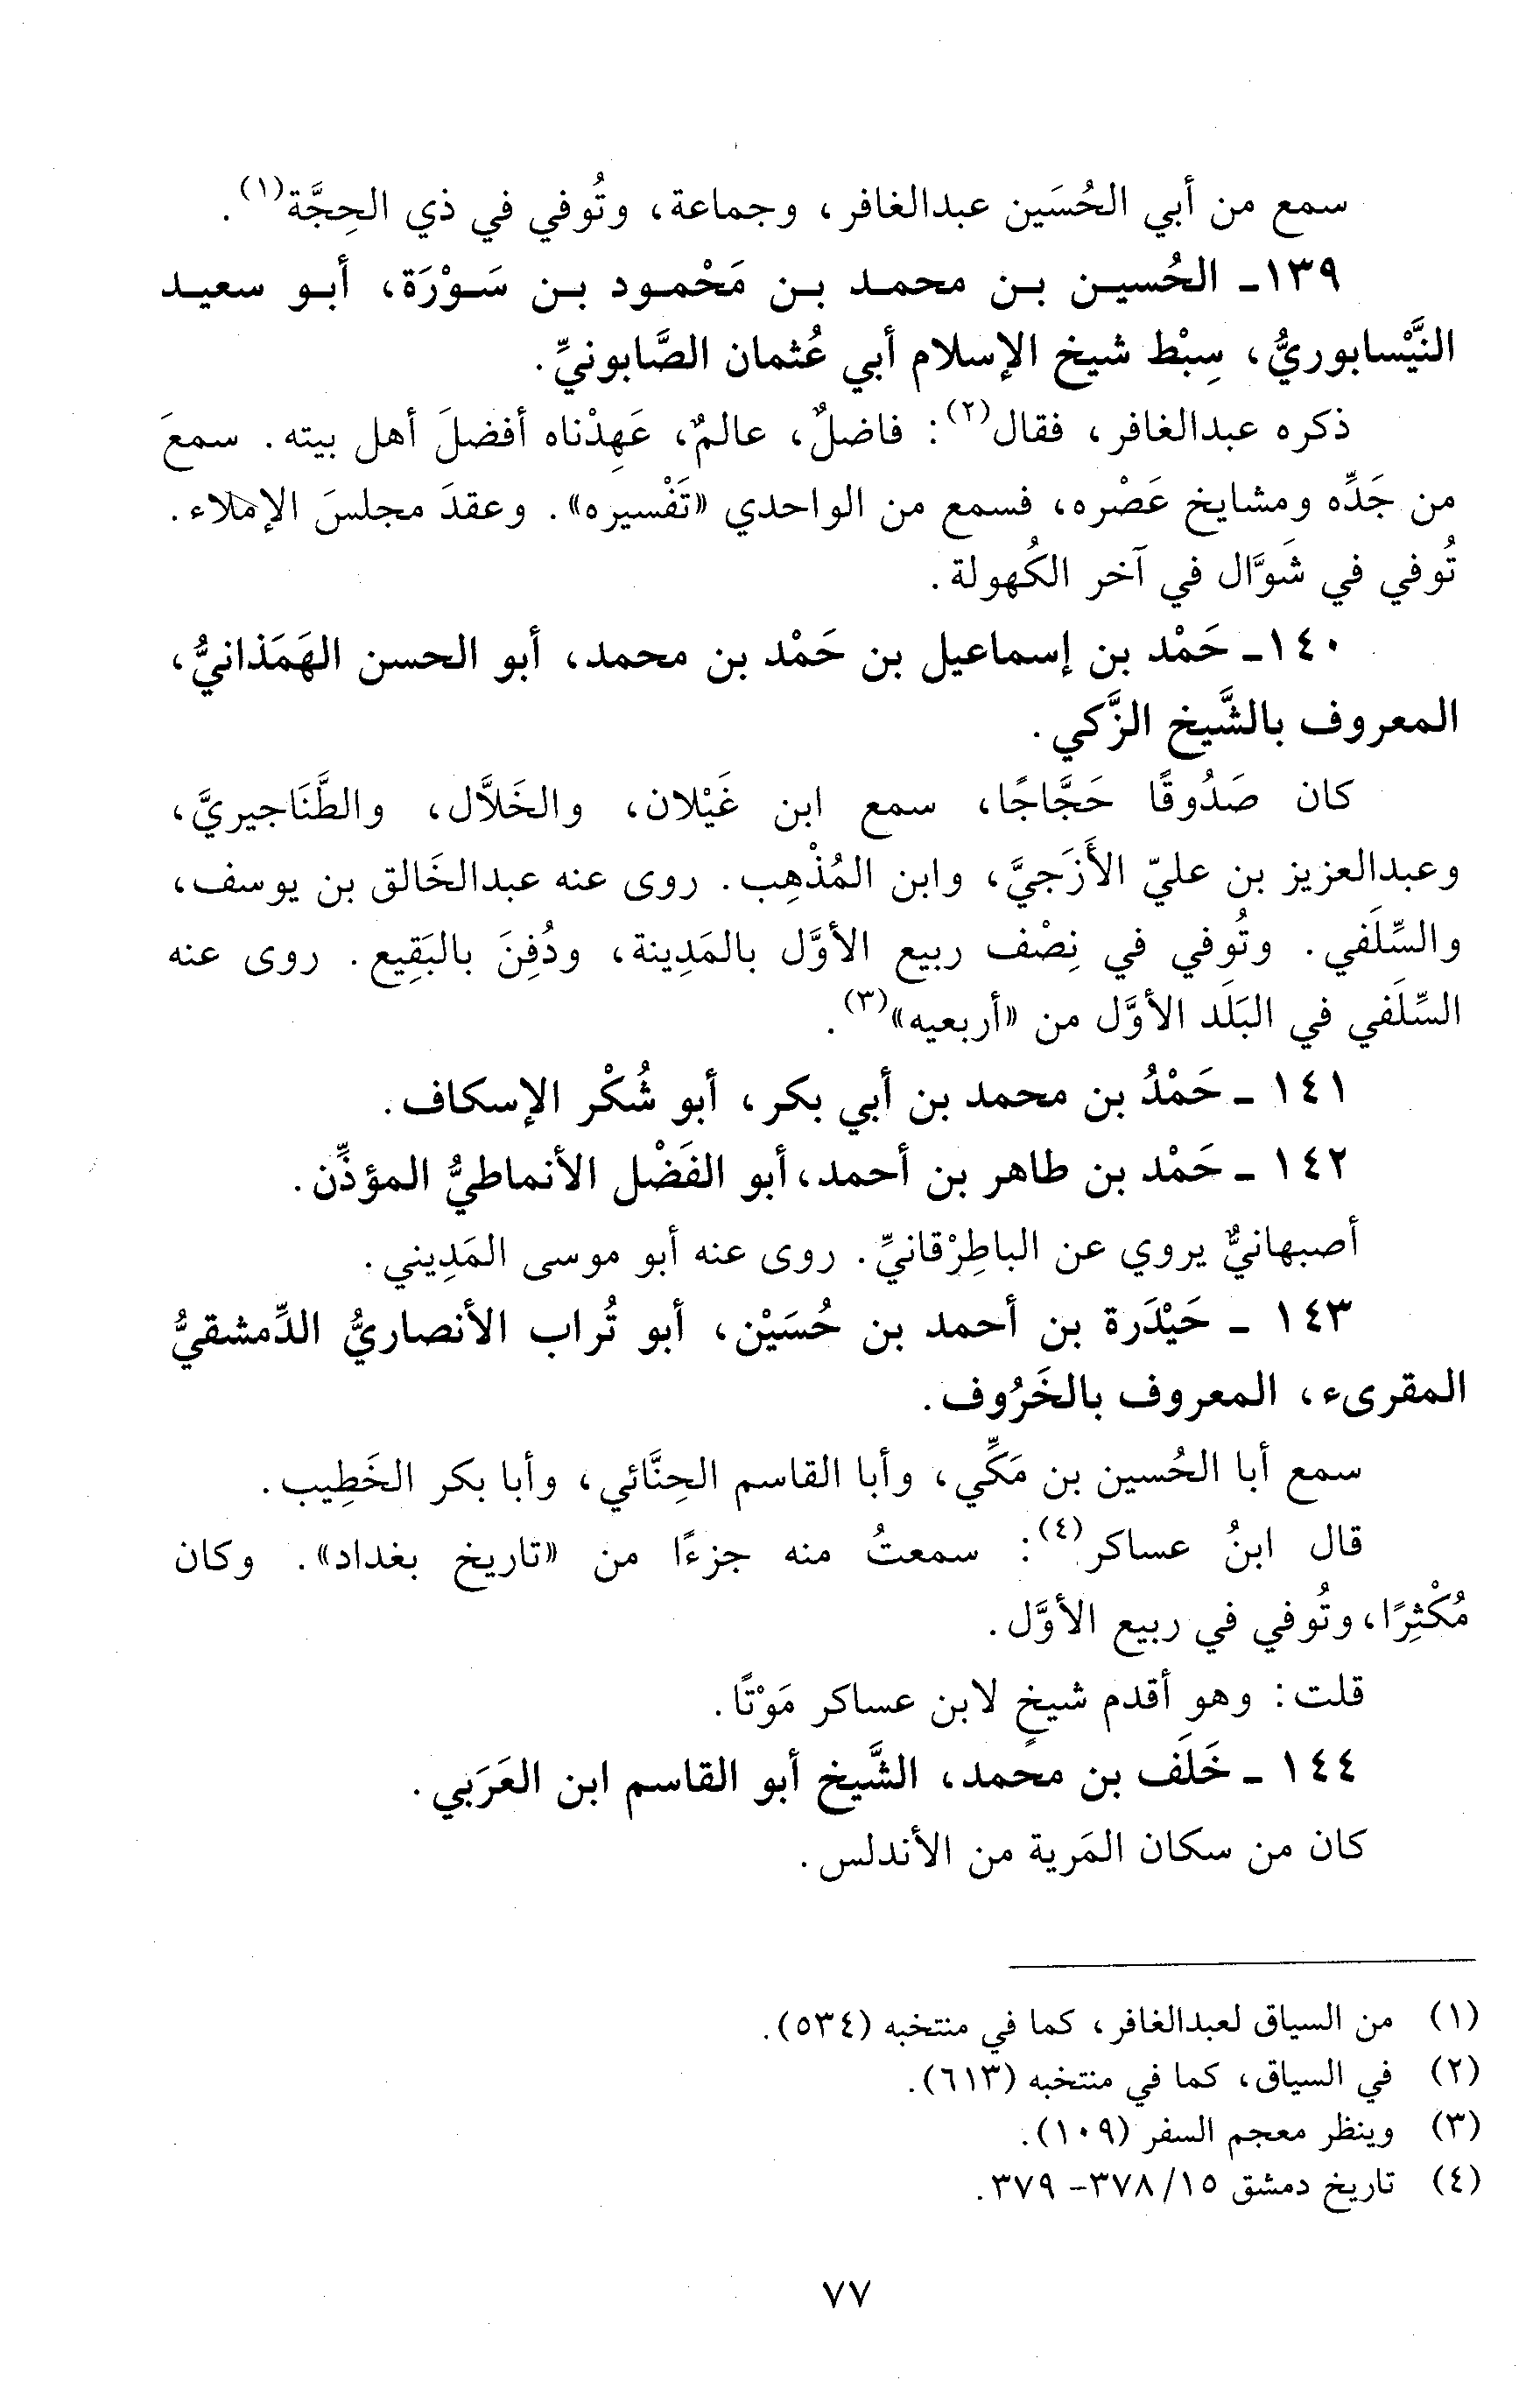 سمع من أبي الحُسَين عبدالغافر، وجماعة، وتُوفي في ذي الحِجَّة(١).
١٣٩- الحُسين بن محمد بن مَحْمود بن سَوْرَة، أبو سعيد
النَّيْسابوريُّ، سِبْط شيخ الإسلام أبي عُثمان الصَّابونيِّ.
ذكره عبدالغافر، فقال(٢): فاضلٌ، عالمٌ، عَهِدْناه أفضلَ أهل بيته. سمعَ
من جَدِّه ومشايخ عَصْره، فسمع من الواحدي «تَفْسيره». وعقدَ مجلسَ الإملاء.
تُوفي في شَوَّال في آخر الكُهولة.
١٤٠- حَمْد بن إسماعيل بن حَمْد بن محمد، أبو الحسن الهَمَذانيُّ،
المعروف بالشَّيخ الزَّكي.
كان صَدُوقًا حَجَّاجًا، سمع ابن غَيْلان، والخَلاَّل، والطَّنَاجيريَّ،
وعبدالعزيز بن عليّ الأَزَجيَّ، وابن المُذْهِب. روى عنه عبدالخَالق بن يوسف،
والسِّلَفي. وتُوفي في نِصْف ربيع الأوَّل بالمَدِينة، ودُفِنَ بالبَقِيع. روى عنه
السِّلَفي في البَلَد الأوَّل من «أربعيه»(٣).
١٤١ - حَمْدُ بن محمد بن أبي بكر، أبو شُكْر الإسكاف.
١٤٢ - حَمْد بن طاهر بن أحمد، أبو الفَضْل الأنماطيُّ المؤذِّن.
أصبهانيٌّ يروي عن الباطِرْقانيِّ. روى عنه أبو موسى المَدِيني.
١٤٣ - حَيْدَرة بن أحمد بن حُسَيْن، أبو تُراب الأنصاريُّ الدِّمشقيُّ
المقرىء، المعروف بالخَرُوف.
سمع أبا الحُسين بن مَكِّي، وأبا القاسم الحِنَّائي، وأبا بكر الخَطِيب.
قال ابنُ عساكر(٤): سمعتُ منه جزءًا من «تاريخ بغداد». وكان
مُكْثِرًا، وتُوفي في ربيع الأوَّل.
قلت: وهو أقدم شيخٍ لابن عساكر مَوْتًا.
١٤٤ - خَلَف بن محمد، الشَّيخ أبو القاسم ابن العَرَبي.
كان من سكان المَرية من الأندلس.
(١) من السياق لعبدالغافر، كما في منتخبه (٥٣٤).
(٢) في السياق، كما في منتخبه (٦١٣).
(٣) وينظر معجم السفر (١٠٩).
(٤) تاريخ دمشق ١٥/ ٣٧٨- ٣٧٩.
٧٧